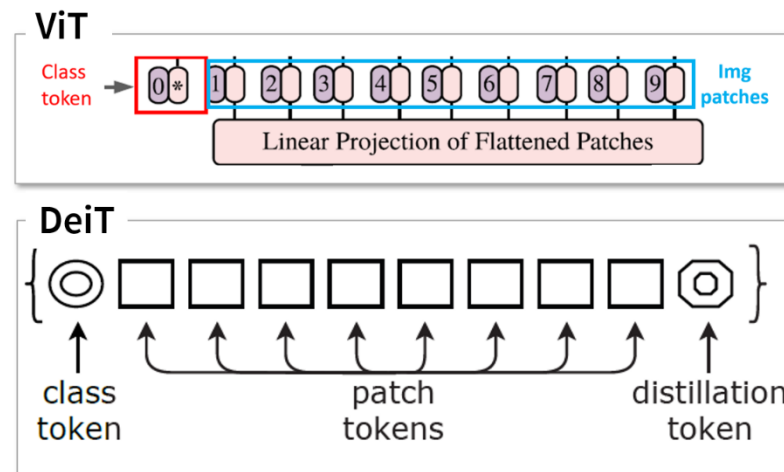 ViT
Class
token
0 * 1 2 3 4 5 6 7 8 9
Img
patches
Linear Projection of Flattened Patches
DeiT
class
token
patch
tokens
distillation
token